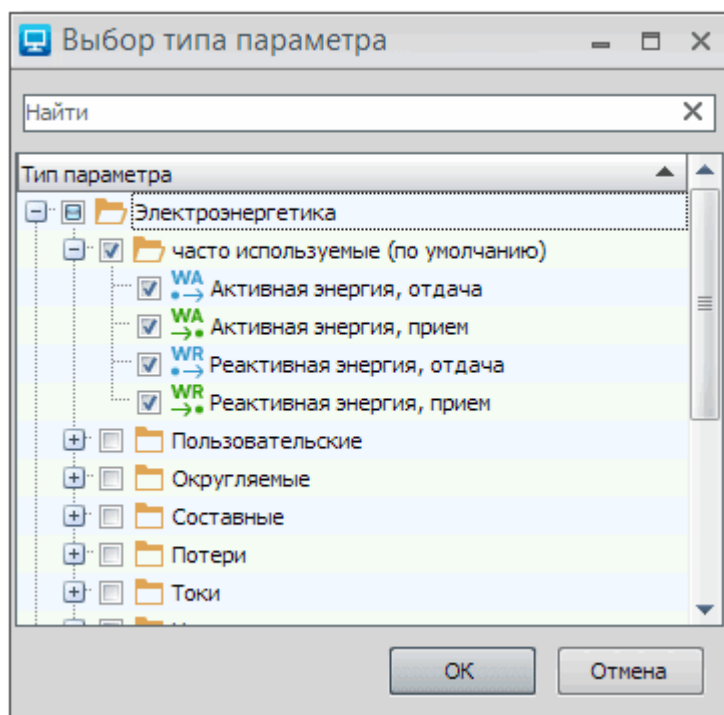 Выбор типа параметра
Найти
Тип параметра
Электроэнергетика
часто используемые (по умолчанию)
WA Активная энергия, отдача
WA Активная энергия, прием
WR Реактивная энергия, отдача
WR Реактивная энергия, прием
Пользовательские
Округляемые
Составные
Потери
Токи
ОК Отмена